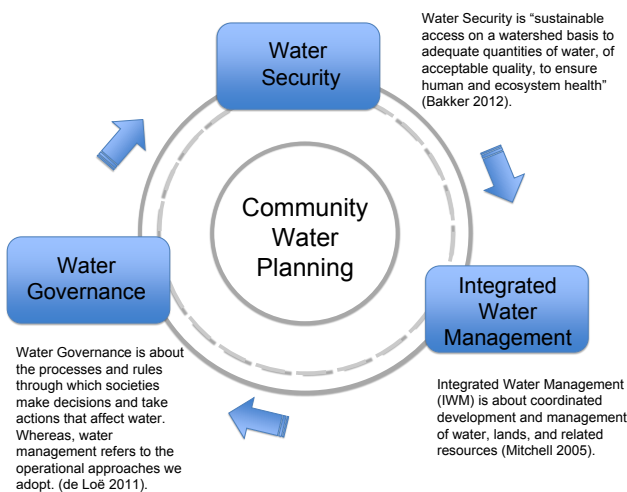 Water
Security
Water Security is “sustainable
access on a watershed basis to
adequate quantities of water, of
acceptable quality, to ensure
human and ecosystem health”
(Bakker 2012).
Community
Water
Planning
Water
Governance
Integrated
Water
Management
Water Governance is about
the processes and rules
through which societies
make decisions and take
actions that affect water.
Whereas, water
management refers to the
operational approaches we
adopt. (de Loë 2011).
Integrated Water Management
(IWM) is about coordinated
development and management
of water, lands, and related
resources (Mitchell 2005).